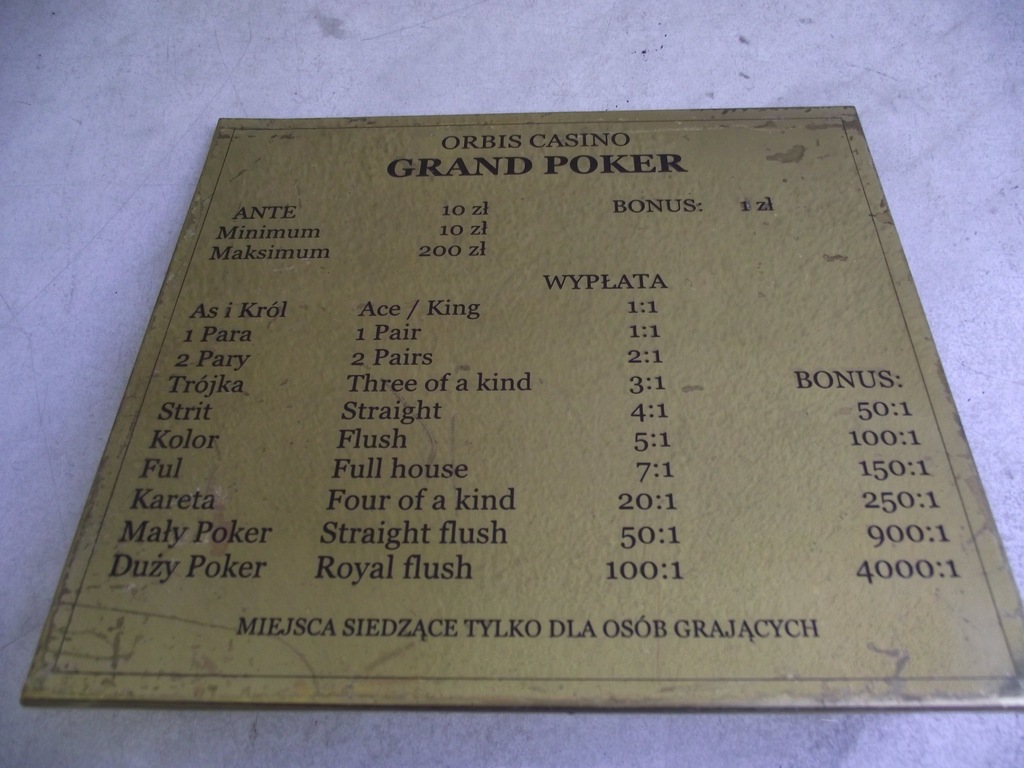 ORBIS CASINO
GRAND POKER
ANTE 10 zł BONUS: 1 zł
Minimum 10 zł
Maksimum 200 zł
WYPŁATA
As i Król Ace / King 1:1
1 Para 1 Pair 1:1
2 Pary 2 Pairs 2:1
Trójka Three of a kind 3:1 BONUS:
Strit Straight 4:1 50:1
Kolor Flush 5:1 100:1
Ful Full house 7:1 150:1
Kareta Four of a kind 20:1 250:1
Mały Poker Straight flush 50:1 900:1
Duży Poker Royal flush 100:1 4000:1
MIEJSCA SIEDZĄCE TYLKO DLA OSÓB GRAJĄCYCH